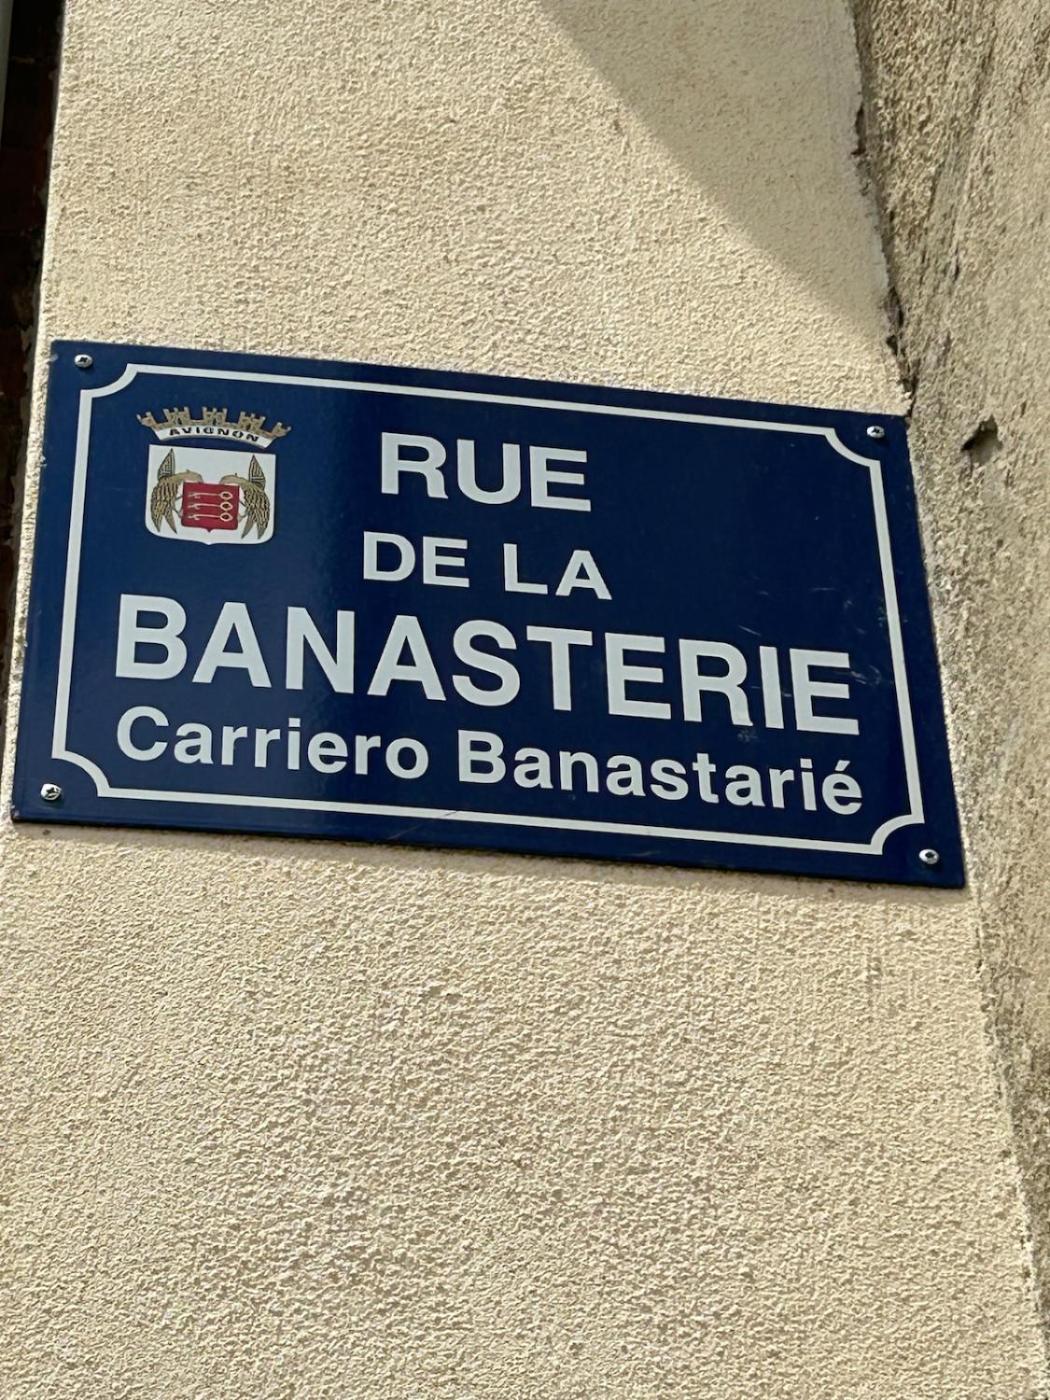 AVIGNON
RUE
DE LA
BANASTERIE
Carriero Banastarié